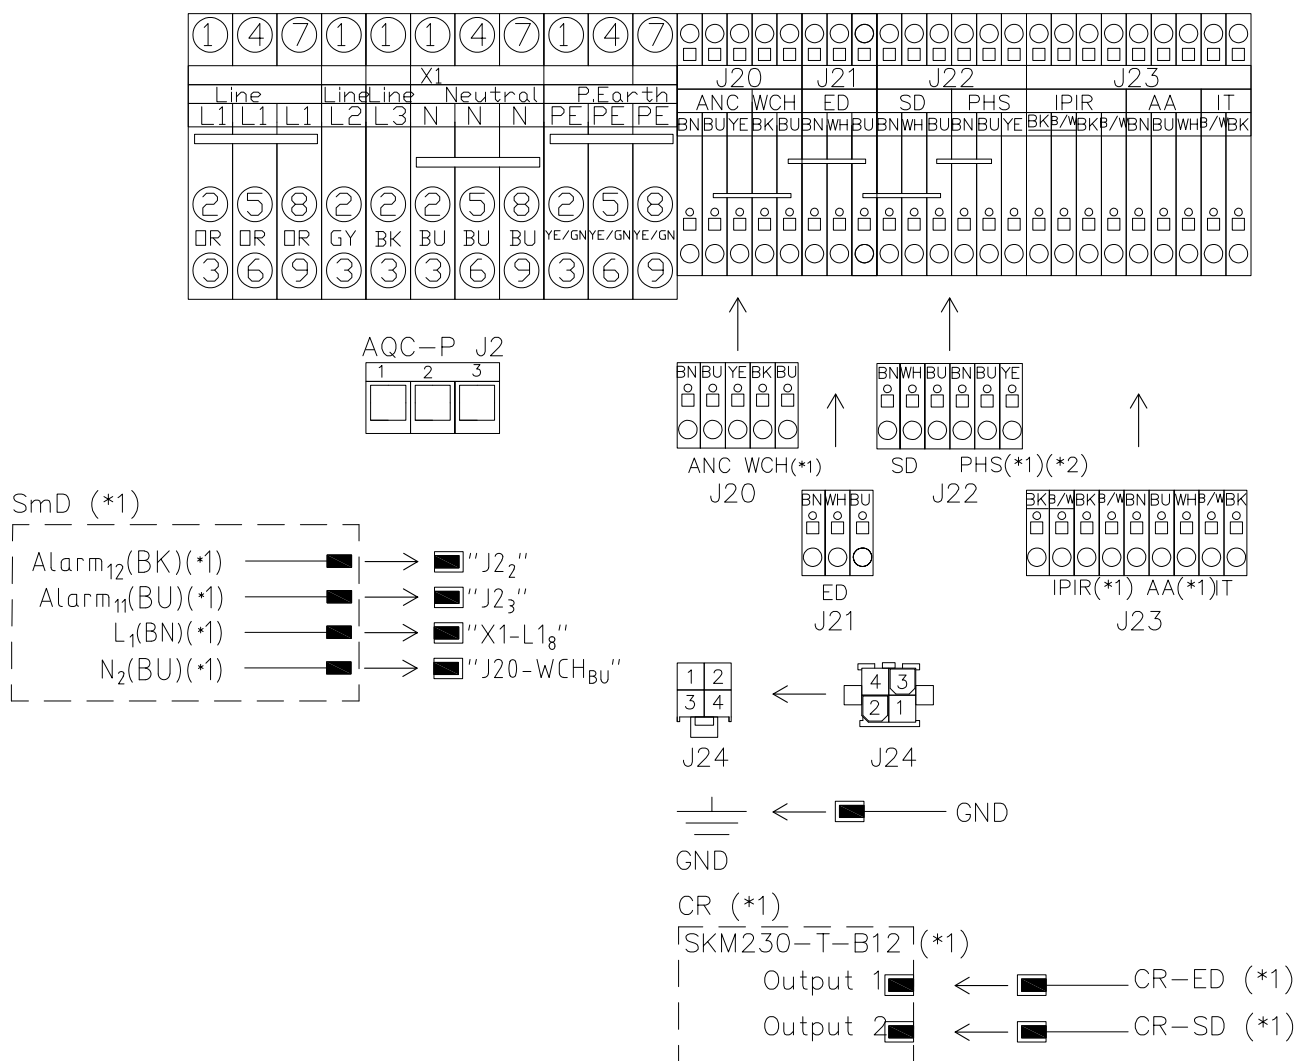 1 4 7 1 1 1 4 7 1 4 7
X1 J20 J21 J22 J23
Line Line Line Neutral P.Earth ANC WCH ED SD PHS IPIR AA IT
L1 L1 L1 L2 L3 N N N PE PE PE BN BU YE BK BU BN WH BU BN WH BU BN BU YE BK B/W BK B/W BN BU WH B/W BK
2 5 8 2 2 2 5 8 2 5 8
OR OR OR GY BK BU BU BU YE/GN YE/GN YE/GN
3 6 9 3 3 3 6 9 3 6 9
AQC-P J2
1 2 3
BN BU YE BK BU
ANC WCH(*1)
J20
BN WH BU BN BU YE
SD PHS(*1)(*2)
J22
BN WH BU
ED
J21
BK B/W BK B/W BN BU WH B/W BK
IPIR(*1) AA(*1) IT
J23
SmD (*1)
Alarm12(BK)(*1) "J22"
Alarm11(BU)(*1) "J23"
L1(BN)(*1) "X1-L18"
N2(BU)(*1) "J20-WCHBU"
1 2
3 4
J24
4 3
2 1
J24
GND
GND
CR (*1)
SKM230-T-B12 (*1)
Output 1 CR-ED (*1)
Output 2 CR-SD (*1)